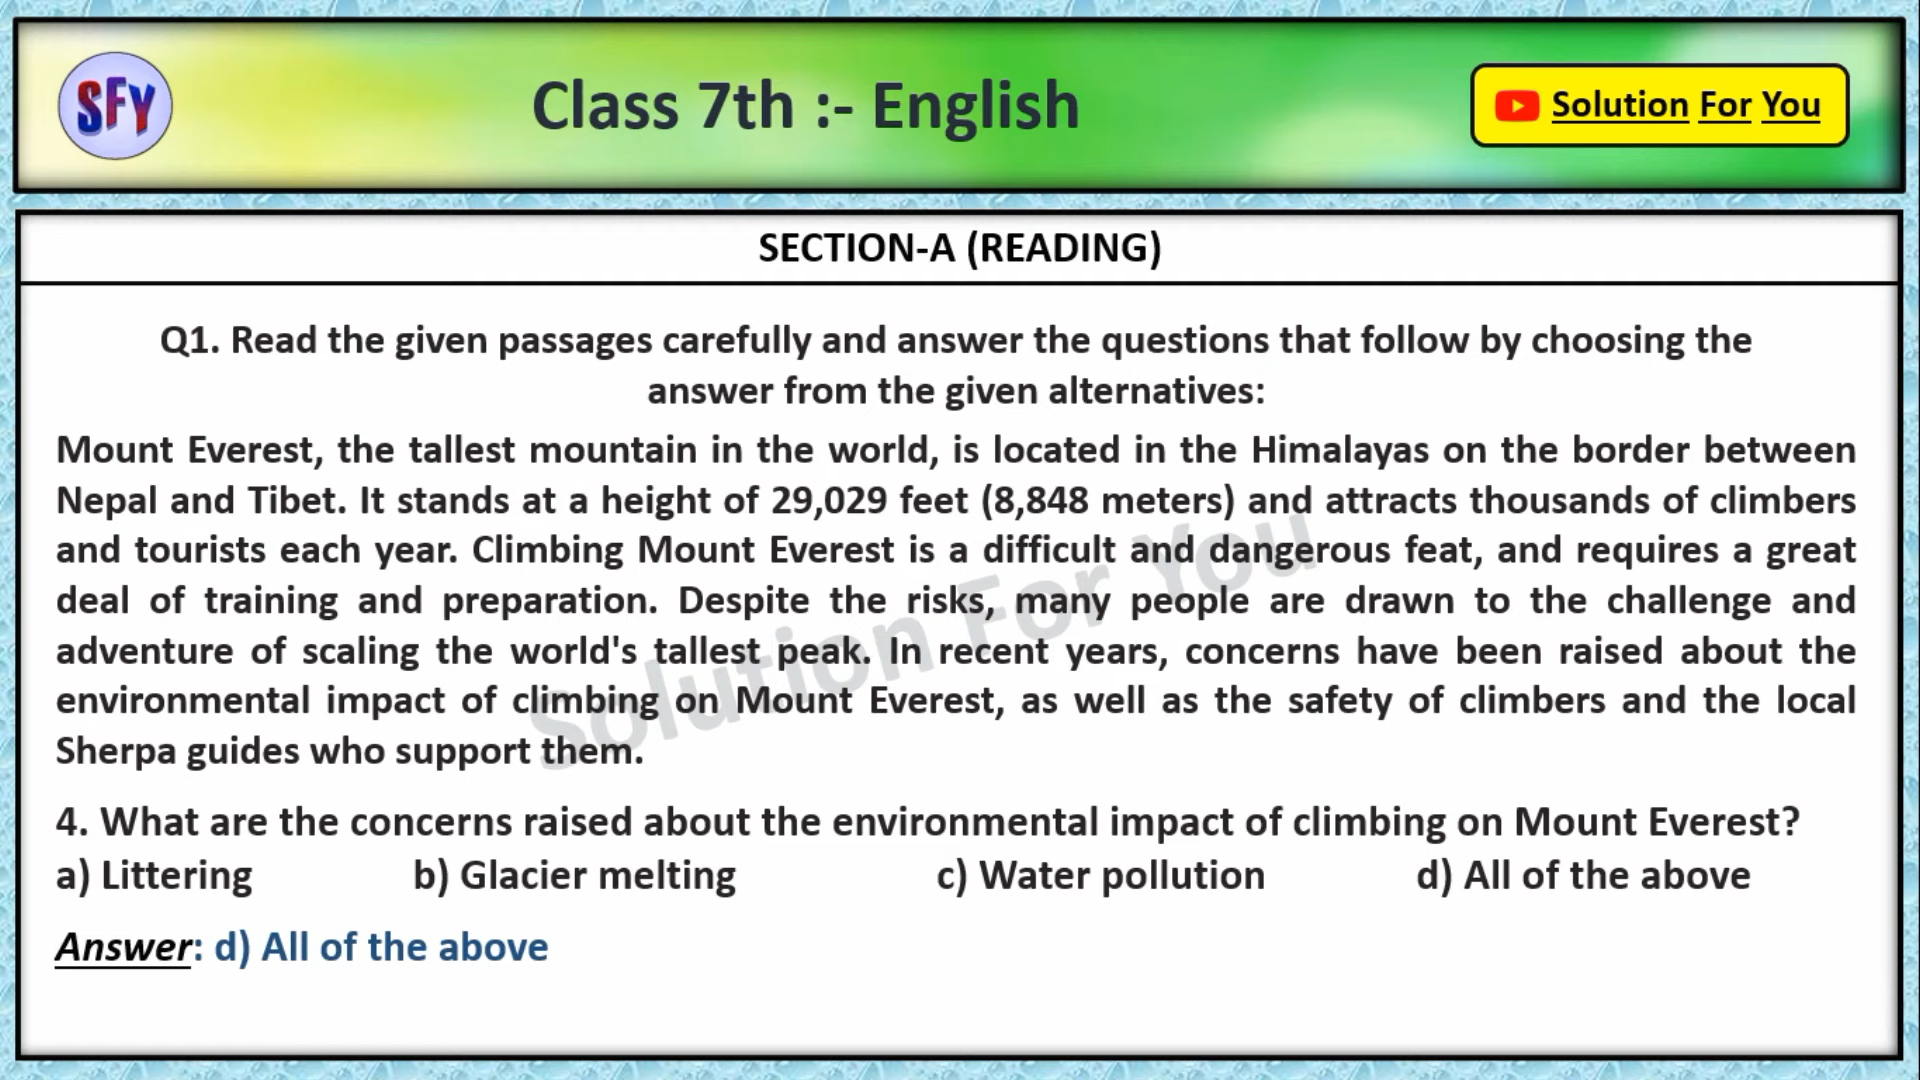 SFY
Class 7th :- English
Solution For You
SECTION-A (READING)
Q1. Read the given passages carefully and answer the questions that follow by choosing the
answer from the given alternatives:
Mount Everest, the tallest mountain in the world, is located in the Himalayas on the border between
Nepal and Tibet. It stands at a height of 29,029 feet (8,848 meters) and attracts thousands of climbers
and tourists each year. Climbing Mount Everest is a difficult and dangerous feat, and requires a great
deal of training and preparation. Despite the risks, many people are drawn to the challenge and
adventure of scaling the world's tallest peak. In recent years, concerns have been raised about the
environmental impact of climbing on Mount Everest, as well as the safety of climbers and the local
Sherpa guides who support them.
Solution For You
4. What are the concerns raised about the environmental impact of climbing on Mount Everest?
a) Littering b) Glacier melting c) Water pollution d) All of the above
Answer: d) All of the above